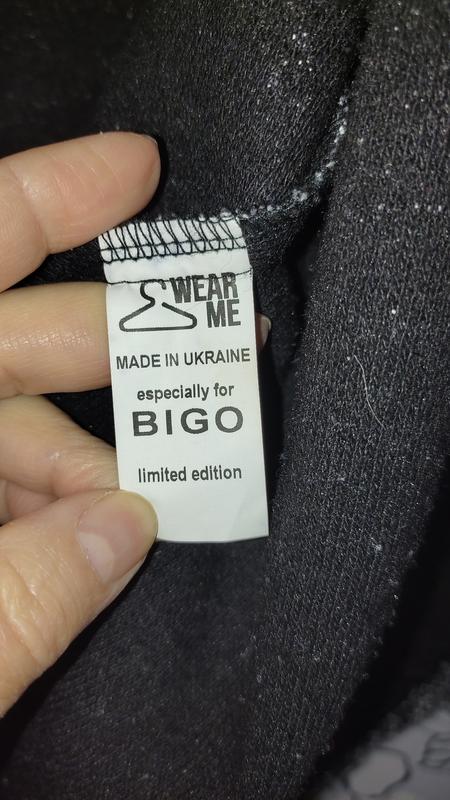 WEAR
ME
MADE IN UKRAINE
especially for
BIGO
limited edition